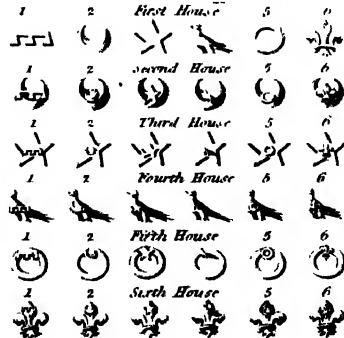 1 2 First House 5 6
1 2 Second House 5 6
1 2 Third House 5 6
1 2 Fourth House 5 6
1 2 Fifth House 5 6
1 2 Sixth House 5 6